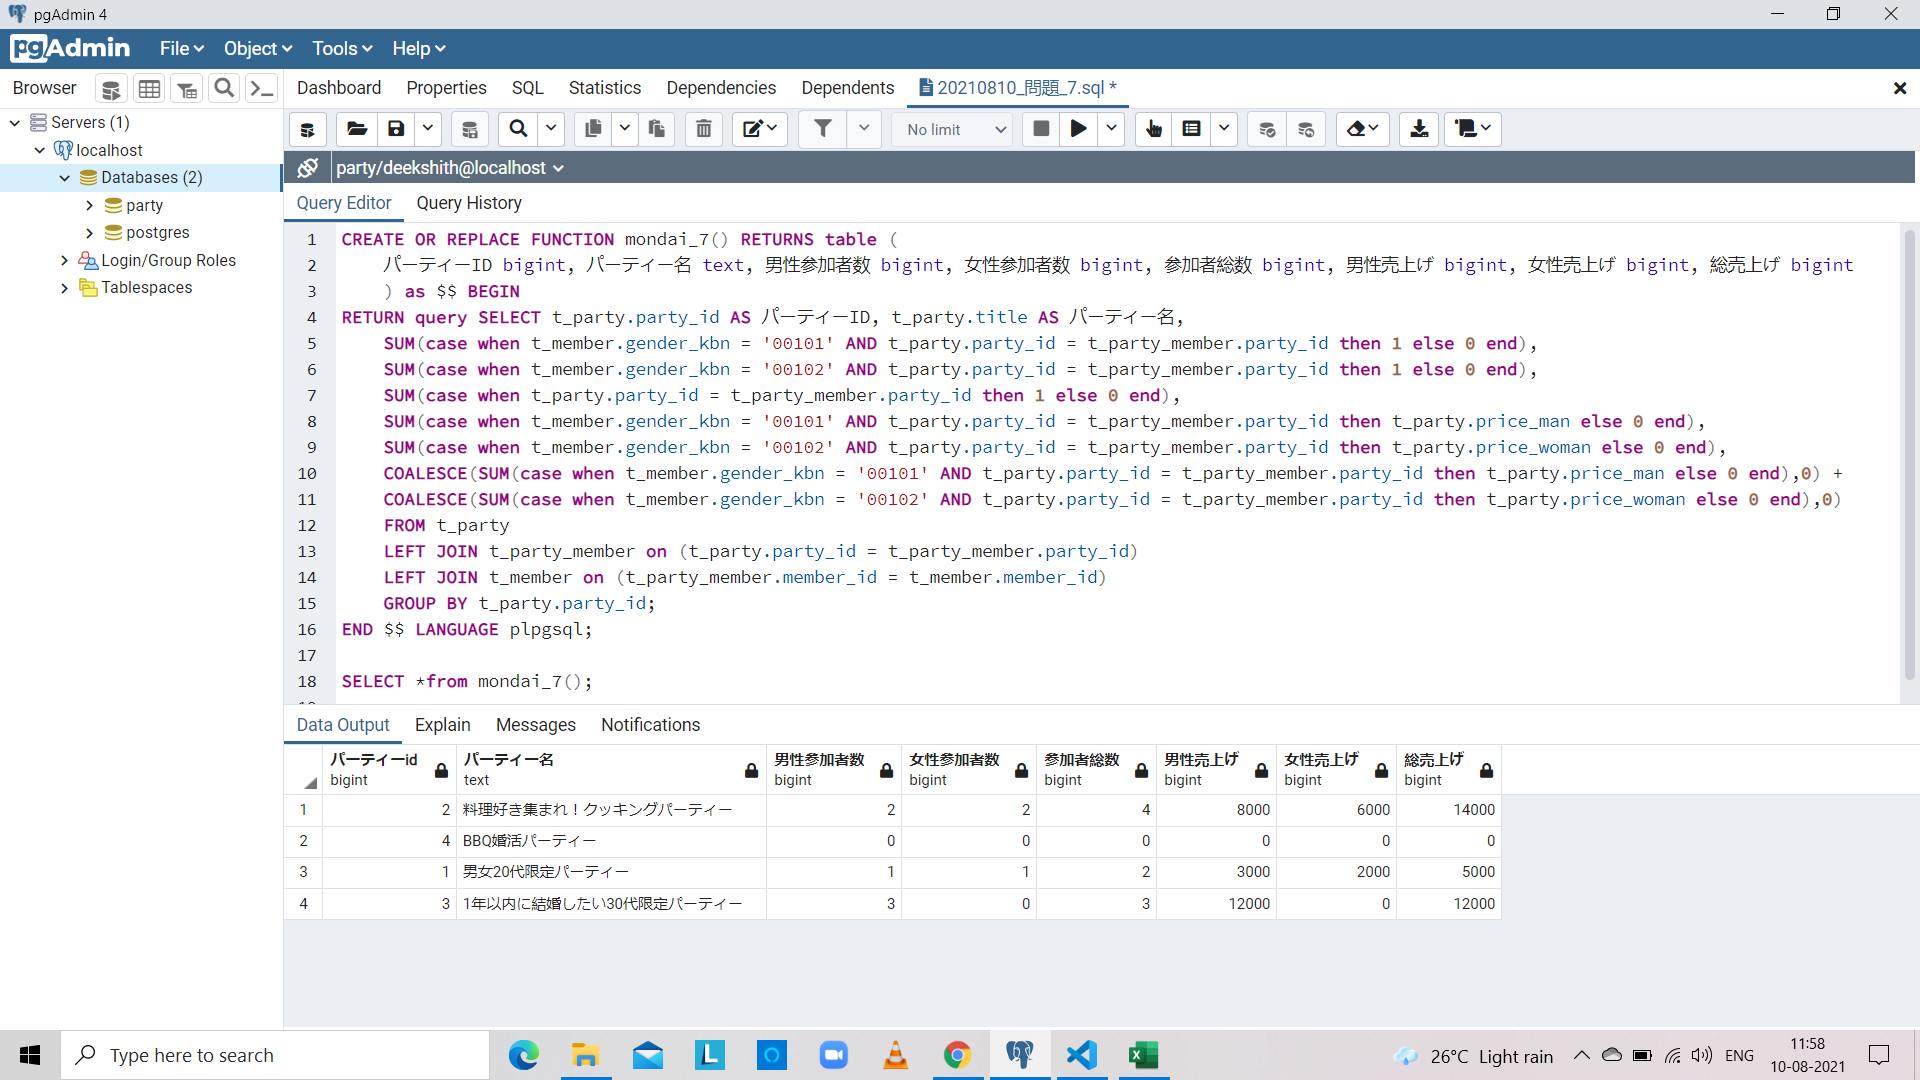 pgAdmin 4
pgAdmin File Object Tools Help
Browser
Dashboard Properties SQL Statistics Dependencies Dependents 20210810_問題_7.sql *
Servers (1)
localhost
Databases (2)
party
postgres
Login/Group Roles
Tablespaces
No limit
party/deekshith@localhost
Query Editor Query History
1 CREATE OR REPLACE FUNCTION mondai_7() RETURNS table (
2 パーティーID bigint, パーティー名 text, 男性参加者数 bigint, 女性参加者数 bigint, 参加者総数 bigint, 男性売上げ bigint, 女性売上げ bigint, 総売上げ bigint
3 ) as $$ BEGIN
4 RETURN query SELECT t_party.party_id AS パーティーID, t_party.title AS パーティー名,
5 SUM(case when t_member.gender_kbn = '00101' AND t_party.party_id = t_party_member.party_id then 1 else 0 end),
6 SUM(case when t_member.gender_kbn = '00102' AND t_party.party_id = t_party_member.party_id then 1 else 0 end),
7 SUM(case when t_party.party_id = t_party_member.party_id then 1 else 0 end),
8 SUM(case when t_member.gender_kbn = '00101' AND t_party.party_id = t_party_member.party_id then t_party.price_man else 0 end),
9 SUM(case when t_member.gender_kbn = '00102' AND t_party.party_id = t_party_member.party_id then t_party.price_woman else 0 end),
10 COALESCE(SUM(case when t_member.gender_kbn = '00101' AND t_party.party_id = t_party_member.party_id then t_party.price_man else 0 end),0) +
11 COALESCE(SUM(case when t_member.gender_kbn = '00102' AND t_party.party_id = t_party_member.party_id then t_party.price_woman else 0 end),0)
12 FROM t_party
13 LEFT JOIN t_party_member on (t_party.party_id = t_party_member.party_id)
14 LEFT JOIN t_member on (t_party_member.member_id = t_member.member_id)
15 GROUP BY t_party.party_id;
16 END $$ LANGUAGE plpgsql;
17
18 SELECT *from mondai_7();
Data Output Explain Messages Notifications
パーティーid パーティー名 男性参加者数 女性参加者数 参加者総数 男性売上げ 女性売上げ 総売上げ
bigint text bigint bigint bigint bigint bigint bigint
1 2 料理好き集まれ！クッキングパーティー 2 2 4 8000 6000 14000
2 4 BBQ婚活パーティー 0 0 0 0 0 0
3 1 男女20代限定パーティー 1 1 2 3000 2000 5000
4 3 1年以内に結婚したい30代限定パーティー 3 0 3 12000 0 12000
Type here to search
26°C Light rain ENG
11:58
10-08-2021